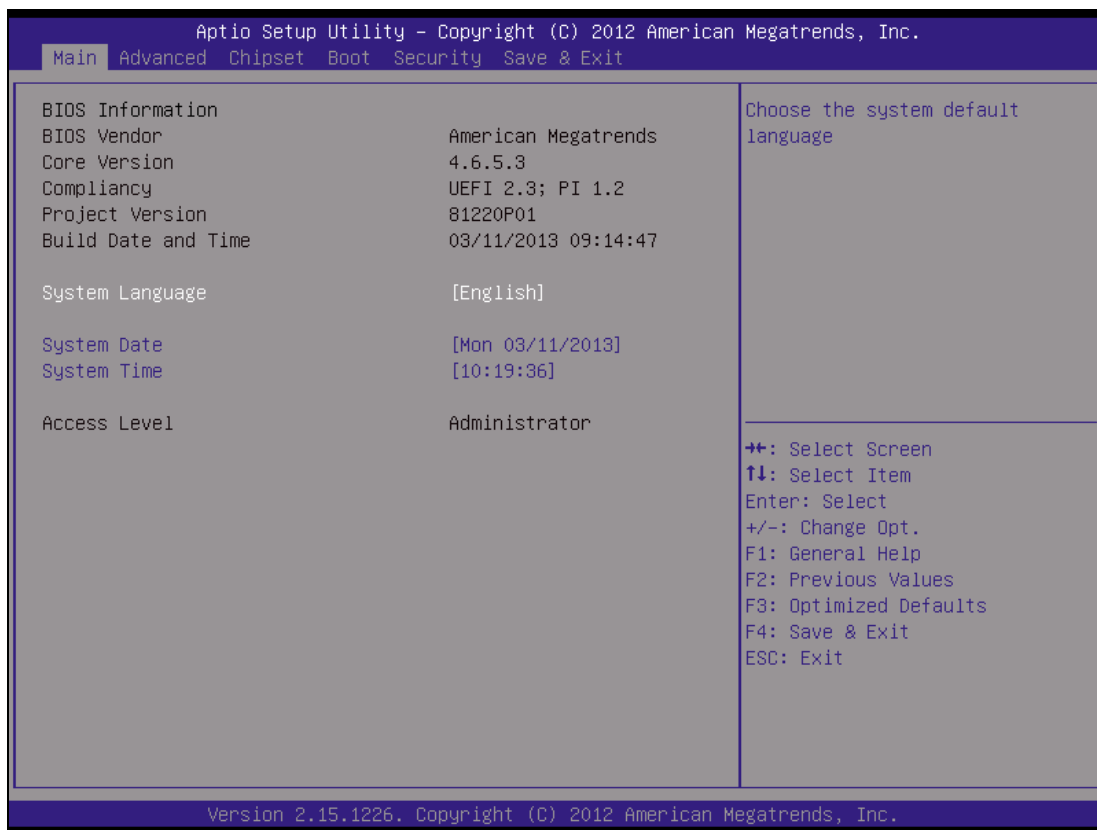 Aptio Setup Utility – Copyright (C) 2012 American Megatrends, Inc.
Main Advanced Chipset Boot Security Save & Exit
BIOS Information
BIOS Vendor American Megatrends
Core Version 4.6.5.3
Compliancy UEFI 2.3; PI 1.2
Project Version 81220P01
Build Date and Time 03/11/2013 09:14:47
System Language [English]
System Date [Mon 03/11/2013]
System Time [10:19:36]
Access Level Administrator
Choose the system default
language
→←: Select Screen
↑↓: Select Item
Enter: Select
+/-: Change Opt.
F1: General Help
F2: Previous Values
F3: Optimized Defaults
F4: Save & Exit
ESC: Exit
Version 2.15.1226. Copyright (C) 2012 American Megatrends, Inc.